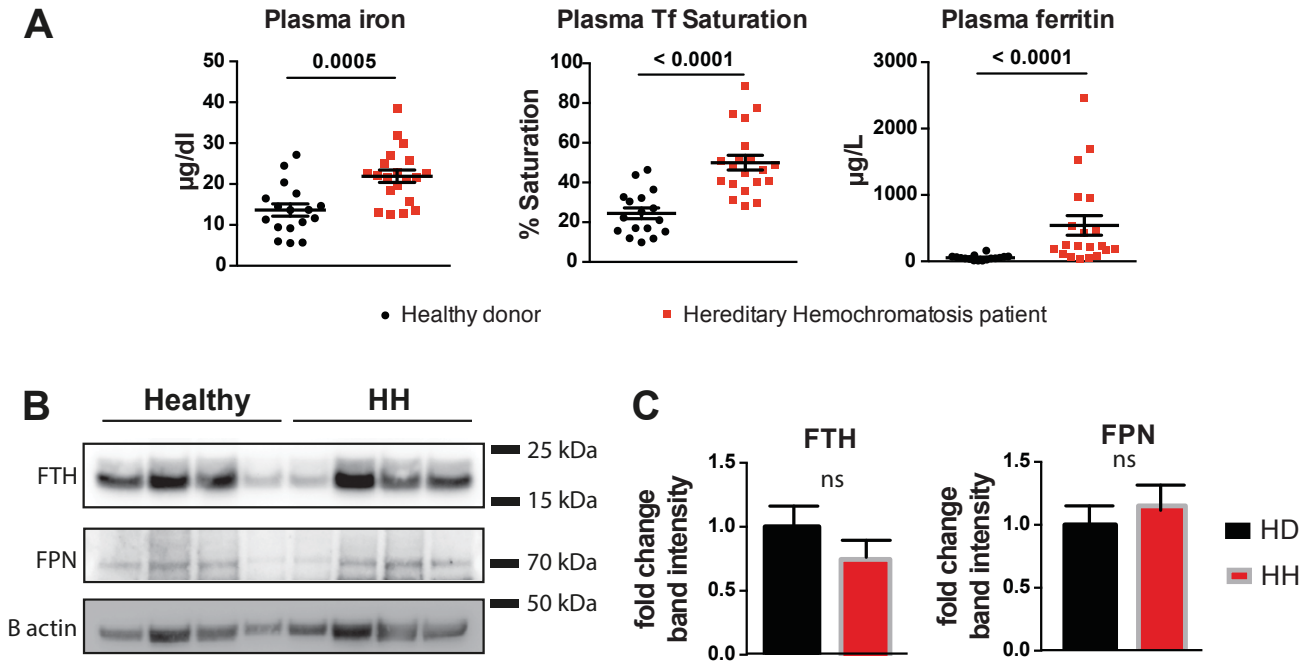 A
Plasma iron
0.0005
50
40
30
20
10
0
µg/dl
Plasma Tf Saturation
< 0.0001
100
80
60
40
20
0
% Saturation
Plasma ferritin
< 0.0001
3000
2000
1000
0
µg/L
Healthy donor
Hereditary Hemochromatosis patient
B
Healthy HH
FTH
25 kDa
15 kDa
FPN
70 kDa
50 kDa
B actin
C
FTH
ns
1.5
1.0
0.5
0.0
fold change
band intensity
FPN
ns
1.5
1.0
0.5
0.0
fold change
band intensity
HD
HH